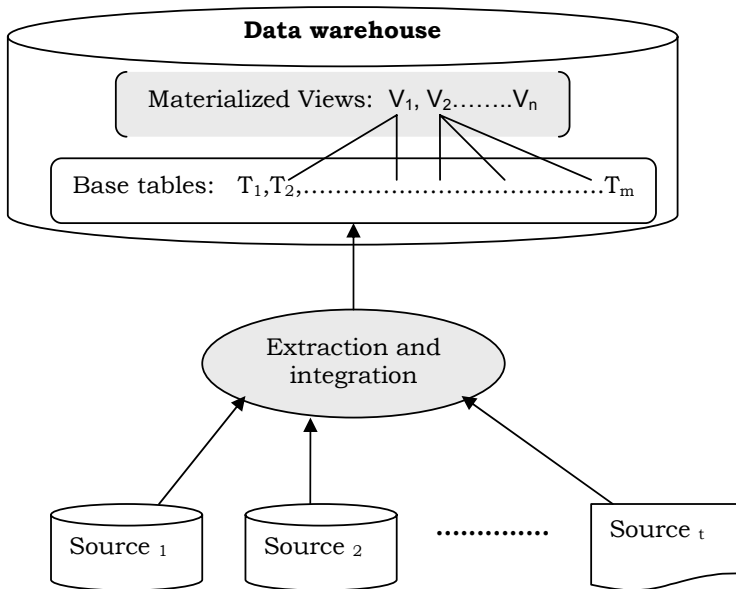 Data warehouse
Materialized Views: V₁, V₂........Vₙ
Base tables: T₁,T₂,..........................................Tₘ
Extraction and
integration
Source ₁
Source ₂
..............
Source ₜ